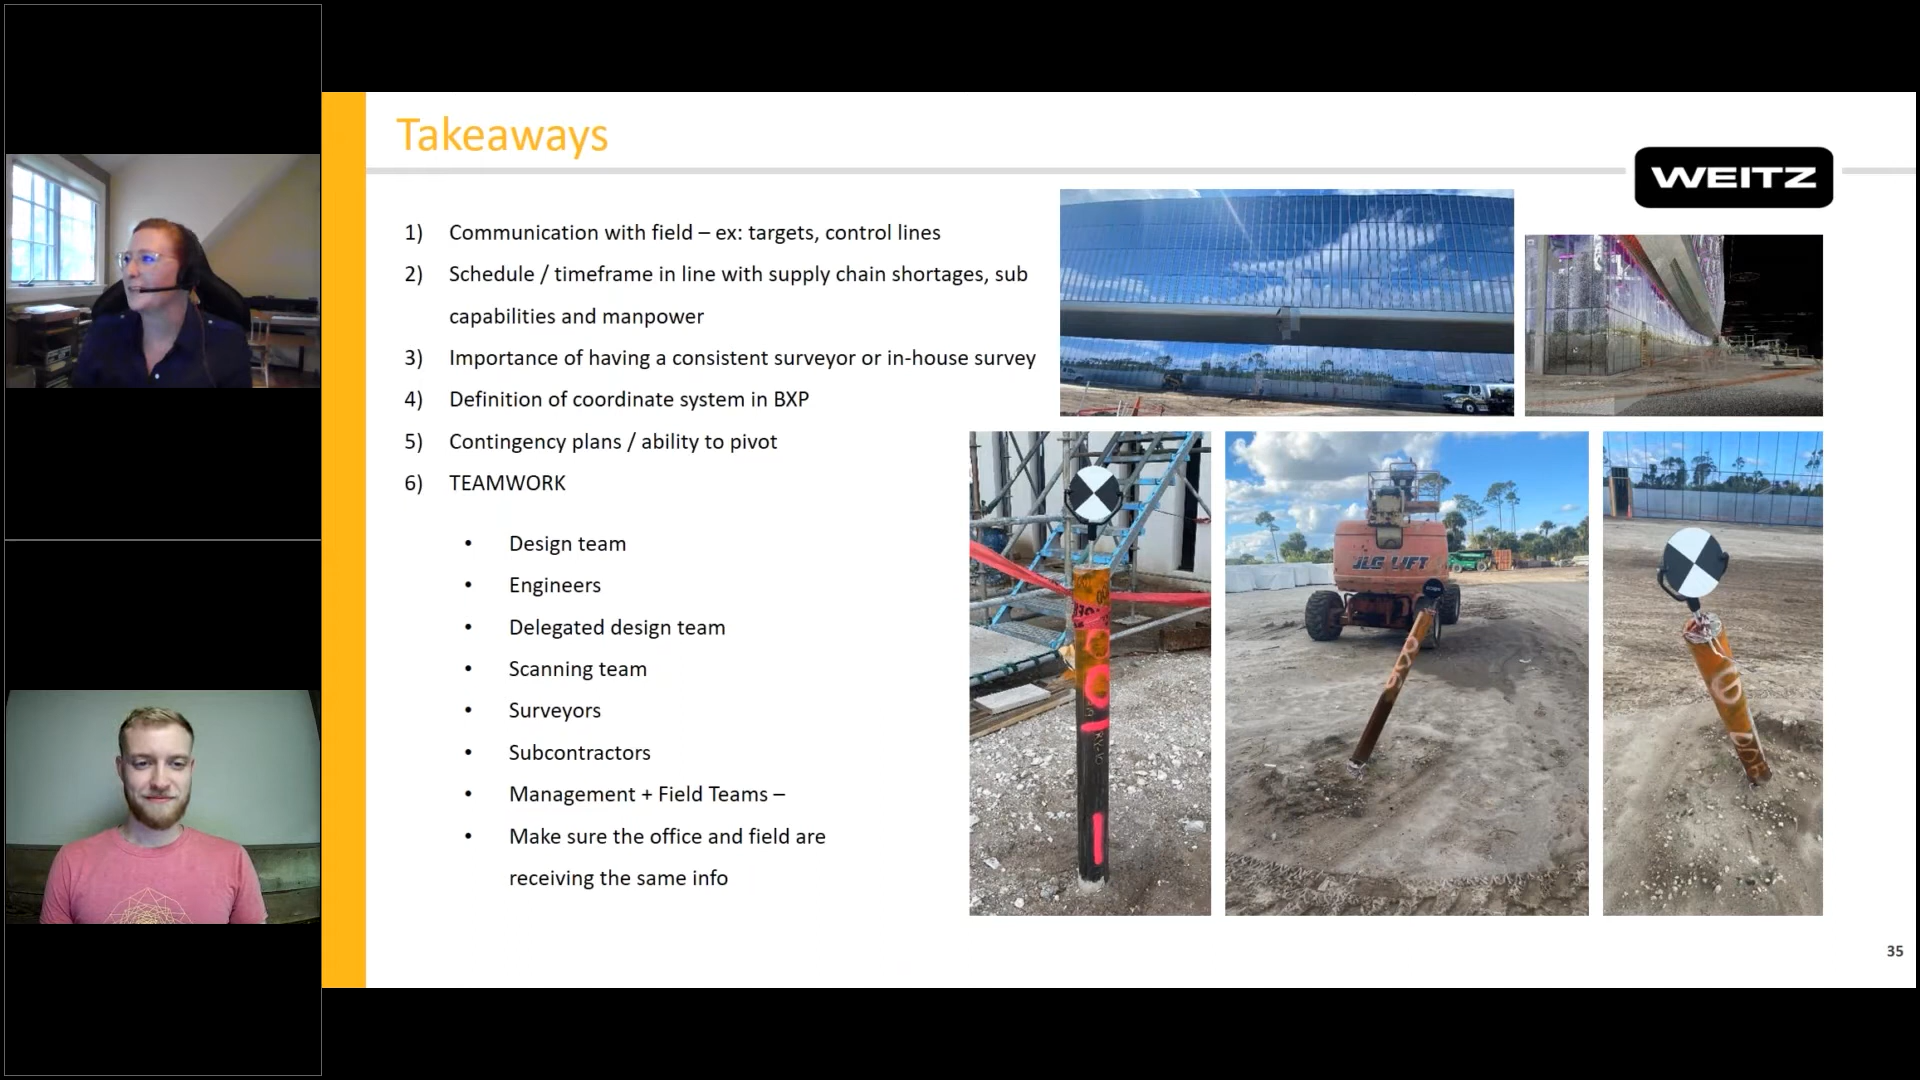 Takeaways
WEITZ
1) Communication with field – ex: targets, control lines
2) Schedule / timeframe in line with supply chain shortages, sub
capabilities and manpower
3) Importance of having a consistent surveyor or in-house survey
4) Definition of coordinate system in BXP
5) Contingency plans / ability to pivot
6) TEAMWORK
• Design team
• Engineers
• Delegated design team
• Scanning team
• Surveyors
• Subcontractors
• Management + Field Teams –
• Make sure the office and field are
receiving the same info
JLG LIFT
35